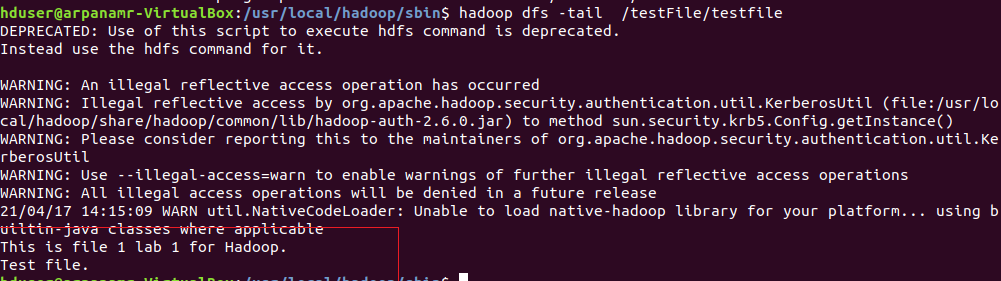 hduser@arpanamr-VirtualBox:/usr/local/hadoop/sbin$ hadoop dfs -tail  /testFile/testfile
DEPRECATED: Use of this script to execute hdfs command is deprecated.
Instead use the hdfs command for it.
WARNING: An illegal reflective access operation has occurred
WARNING: Illegal reflective access by org.apache.hadoop.security.authentication.util.KerberosUtil (file:/usr/lo
cal/hadoop/share/hadoop/common/lib/hadoop-auth-2.6.0.jar) to method sun.security.krb5.Config.getInstance()
WARNING: Please consider reporting this to the maintainers of org.apache.hadoop.security.authentication.util.Ke
rberosUtil
WARNING: Use --illegal-access=warn to enable warnings of further illegal reflective access operations
WARNING: All illegal access operations will be denied in a future release
21/04/17 14:15:09 WARN util.NativeCodeLoader: Unable to load native-hadoop library for your platform... using b
uiltin-java classes where applicable
This is file 1 lab 1 for Hadoop.
Test file.
hduser@arpanamr-VirtualBox:/usr/local/hadoop/sbin$